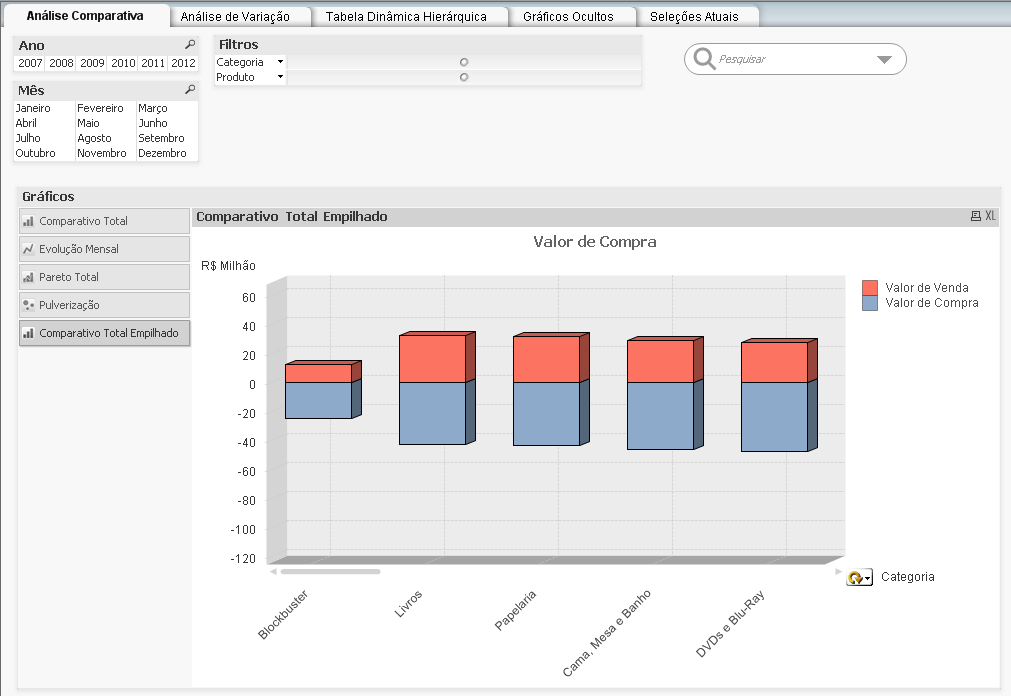 Análise Comparativa
Análise de Variação
Tabela Dinâmica Hierárquica
Gráficos Ocultos
Seleções Atuais
Ano
2007 2008 2009 2010 2011 2012
Mês
Janeiro Fevereiro Março
Abril Maio Junho
Julho Agosto Setembro
Outubro Novembro Dezembro
Filtros
Categoria
Produto
Pesquisar
Gráficos
Comparativo Total
Evolução Mensal
Pareto Total
Pulverização
Comparativo Total Empilhado
Comparativo Total Empilhado
XL
Valor de Compra
R$ Milhão
60
40
20
0
-20
-40
-60
-80
-100
-120
Blockbuster
Livros
Papelaria
Cama, Mesa e Banho
DVDs e Blu-Ray
Valor de Venda
Valor de Compra
Categoria